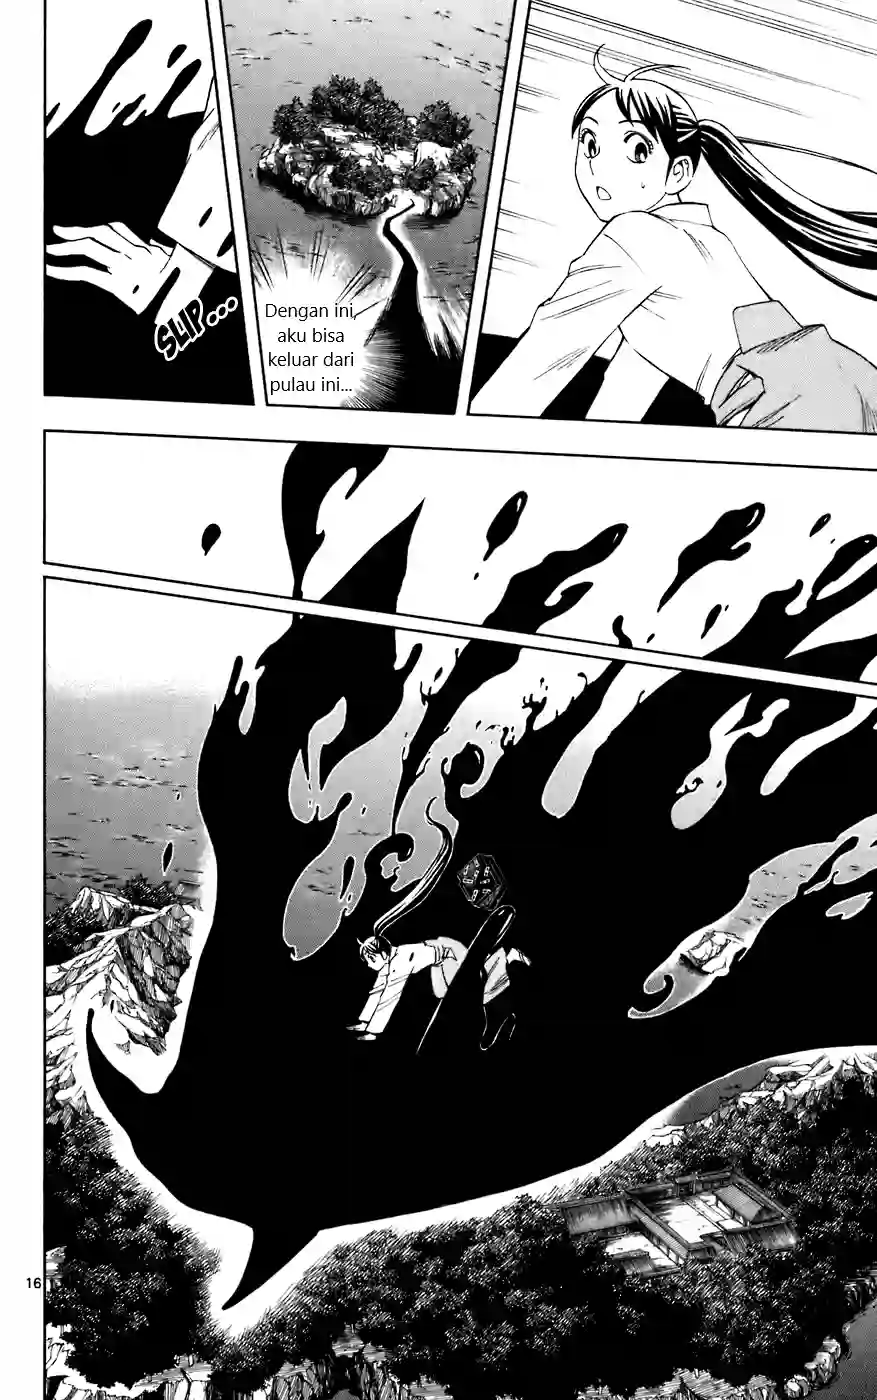 SLIP...
Dengan ini,
aku bisa
keluar dari
pulau ini...
16